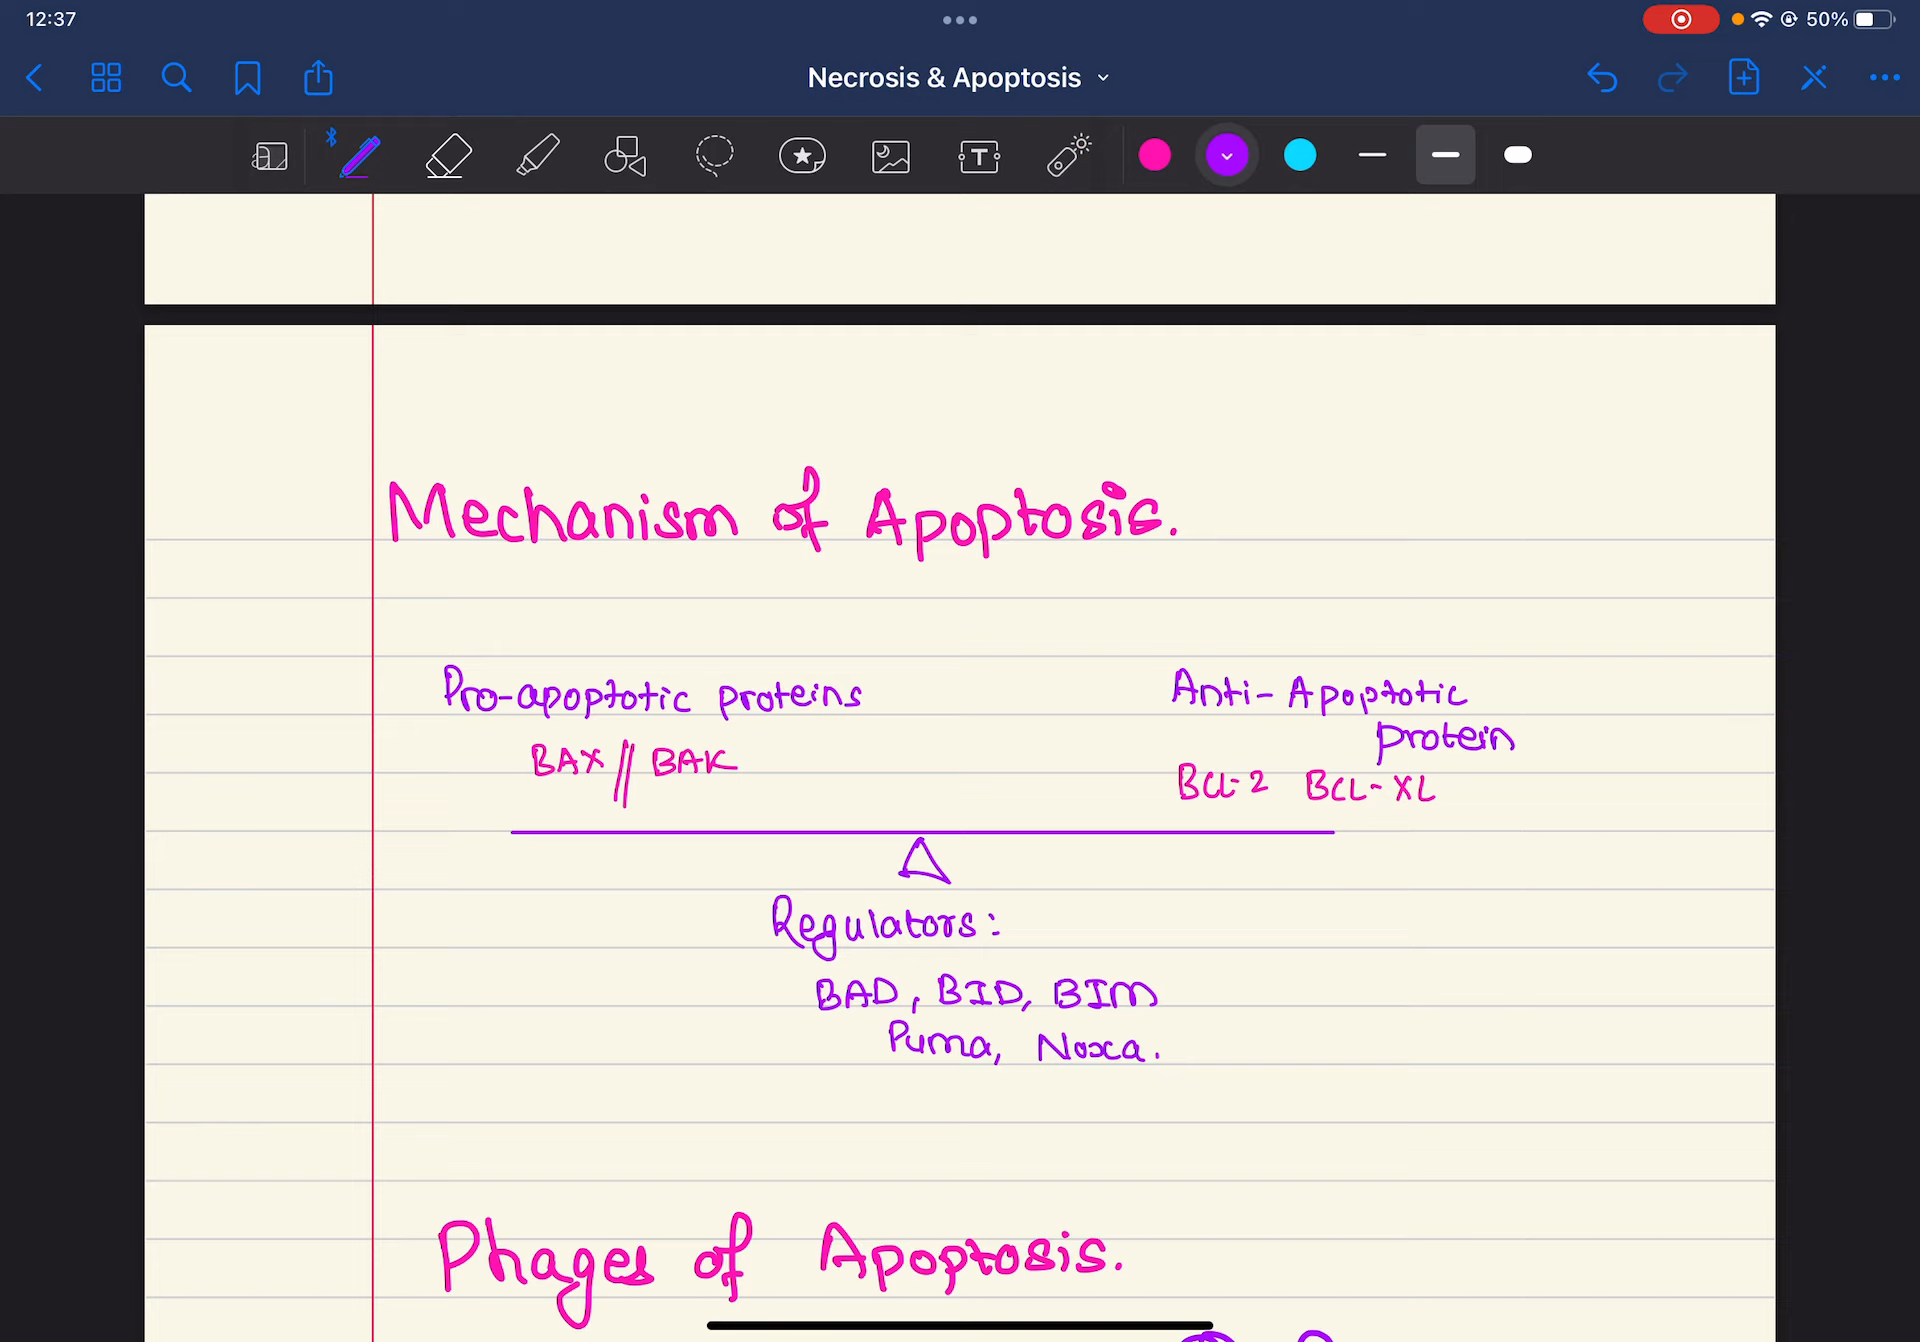 12:37
50%
Necrosis & Apoptosis
T
Mechanism of Apoptosis.
Pro-apoptotic proteins
Anti-Apoptotic
protein
BAX // BAK
BCL-2 BCL-XL
Regulators:
BAD, BID, BIM
Puma, Noxa.
Phages of Apoptosis.